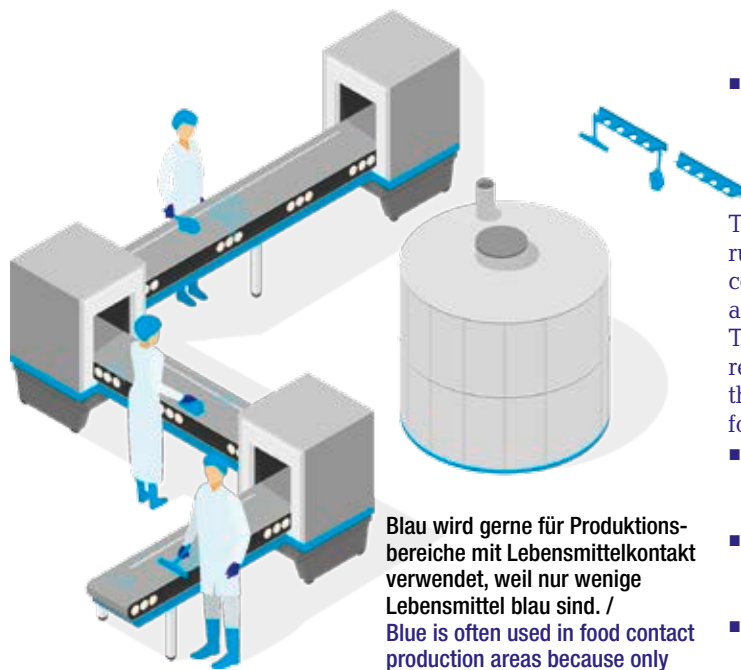 Blau wird gerne für Produktions-
bereiche mit Lebensmittelkontakt
verwendet, weil nur wenige
Lebensmittel blau sind. /
Blue is often used in food contact
production areas because only